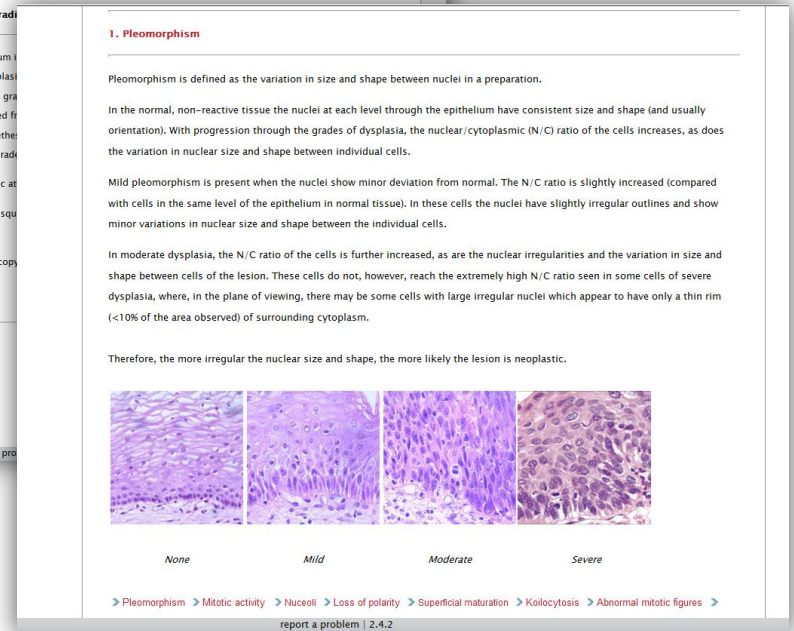 radi
1. Pleomorphism
um i
Pleomorphism is defined as the variation in size and shape between nuclei in a preparation.
plasi
gra
In the normal, non-reactive tissue the nuclei at each level through the epithelium have consistent size and shape (and usually
ed fr
orientation). With progression through the grades of dysplasia, the nuclear/cytoplasmic (N/C) ratio of the cells increases, as does
ethe
the variation in nuclear size and shape between individual cells.
rade
Mild pleomorphism is present when the nuclei show minor deviation from normal. The N/C ratio is slightly increased (compared
c at
with cells in the same level of the epithelium in normal tissue). In these cells the nuclei have slightly irregular outlines and show
squ
minor variations in nuclear size and shape between the individual cells.
In moderate dysplasia, the N/C ratio of the cells is further increased, as are the nuclear irregularities and the variation in size and
copy
shape between cells of the lesion. These cells do not, however, reach the extremely high N/C ratio seen in some cells of severe
dysplasia, where, in the plane of viewing, there may be some cells with large irregular nuclei which appear to have only a thin rim
(<10% of the area observed) of surrounding cytoplasm.
Therefore, the more irregular the nuclear size and shape, the more likely the lesion is neoplastic.
pro
None Mild Moderate Severe
Pleomorphism Mitotic activity Nuceoli Loss of polarity Superficial maturation Koilocytosis Abnormal mitotic figures
report a problem | 2.4.2